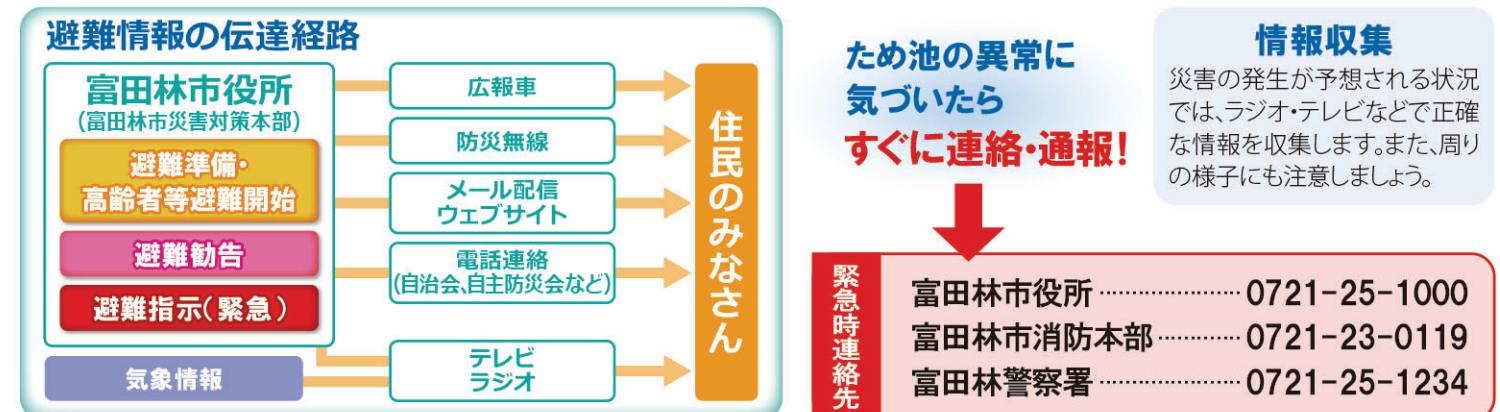 避難情報の伝達経路
富田林市役所
(富田林市災害対策本部)
避難準備・
高齢者等避難開始
避難勧告
避難指示(緊急)
気象情報
広報車
防災無線
メール配信
ウェブサイト
電話連絡
(自治会、自主防災会など)
テレビ
ラジオ
住民のみなさん
ため池の異常に
気づいたら
すぐに連絡・通報!
情報収集
災害の発生が予想される状況
では、ラジオ・テレビなどで正確
な情報を収集します。また、周り
の様子にも注意しましょう。
緊急時連絡先
富田林市役所 ………………… 0721-25-1000
富田林市消防本部 ………… 0721-23-0119
富田林警察署 ………………… 0721-25-1234